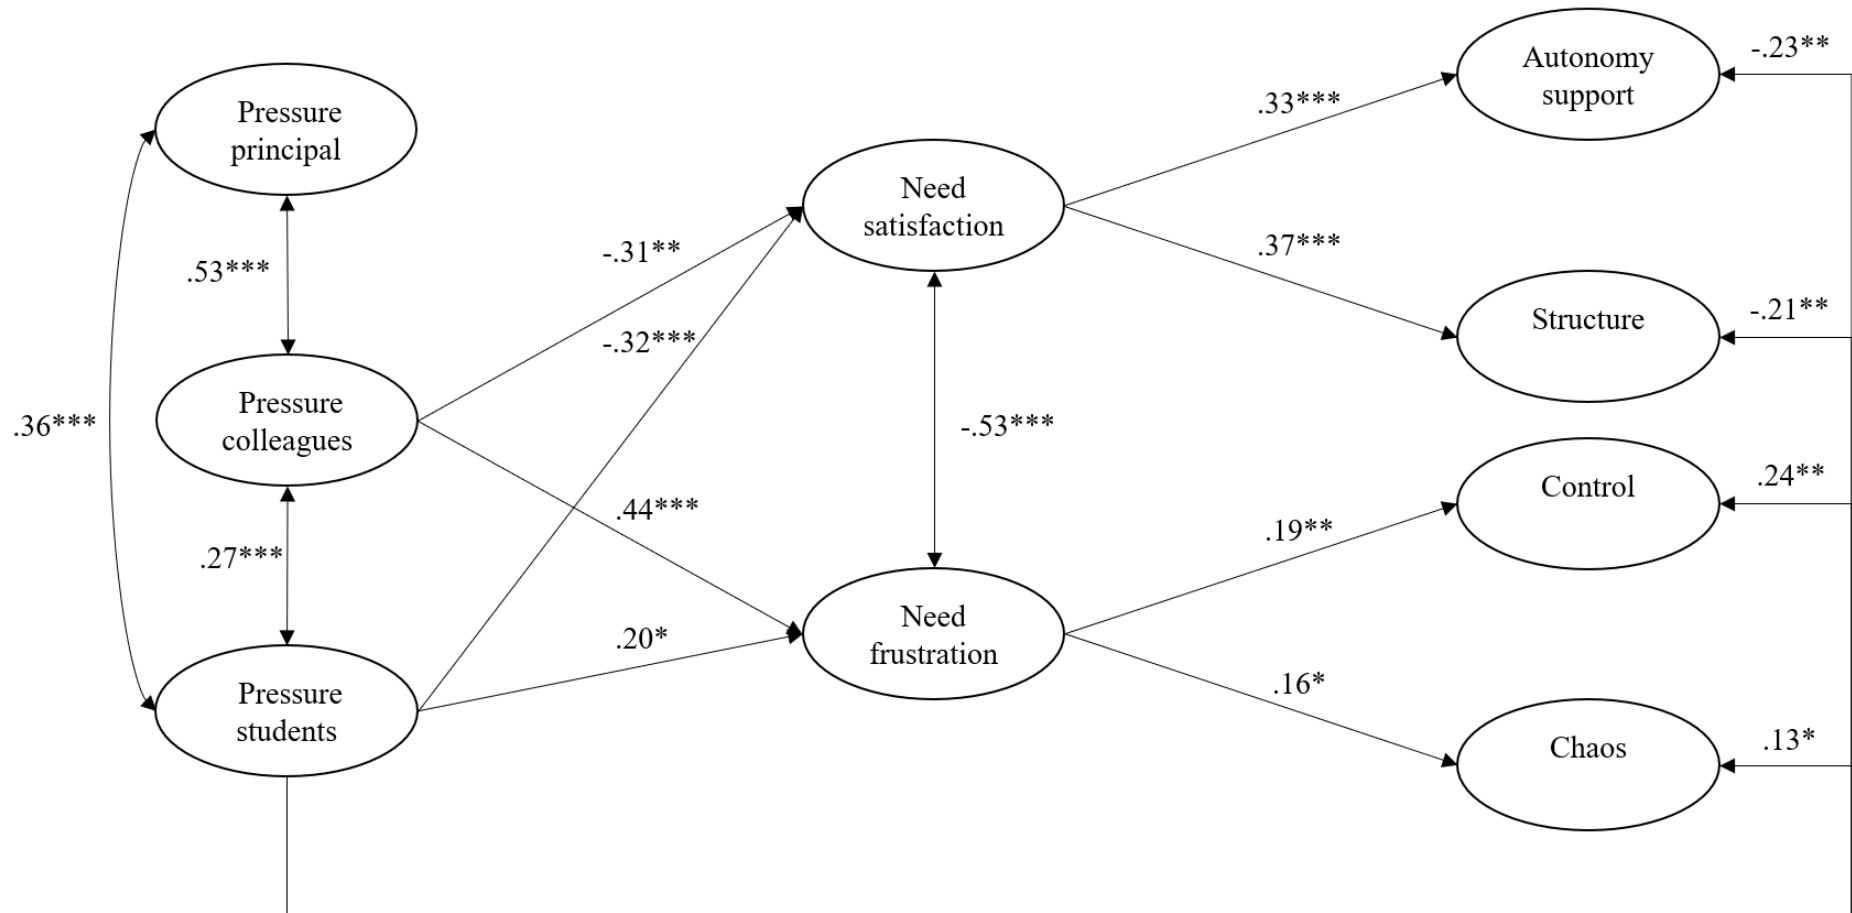 Pressure
principal
.53***
Pressure
colleagues
.36***
.27***
Pressure
students
-.31**
-.32***
.44***
.20*
Need
satisfaction
-.53***
Need
frustration
.33***
.37***
.19**
.16*
Autonomy
support
-.23**
Structure
-.21**
Control
.24**
Chaos
.13*